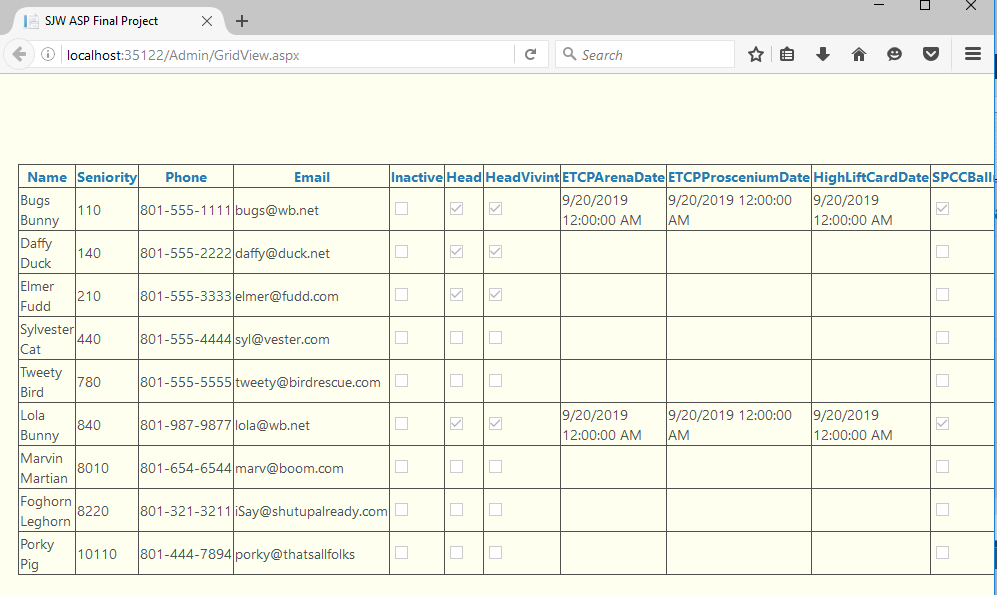 SJW ASP Final Project
localhost:35122/Admin/GridView.aspx
Search
Name Seniority Phone Email Inactive Head HeadVivint ETCPArenaDate ETCPProsceniumDate HighLiftCardDate
Bugs Bunny 110 801-555-1111 bugs@wb.net 9/20/2019 12:00:00 AM 9/20/2019 12:00:00 AM 9/20/2019 12:00:00 AM
Daffy Duck 140 801-555-2222 daffy@duck.net
Elmer Fudd 210 801-555-3333 elmer@fudd.com
Sylvester Cat 440 801-555-4444 syl@vester.com
Tweety Bird 780 801-555-5555 tweety@birdrescue.com
Lola Bunny 840 801-987-9877 lola@wb.net 9/20/2019 12:00:00 AM 9/20/2019 12:00:00 AM 9/20/2019 12:00:00 AM
Marvin Martian 8010 801-654-6544 marv@boom.com
Foghorn Leghorn 8220 801-321-3211 iSay@shutupalready.com
Porky Pig 10110 801-444-7894 porky@thatsallfolks